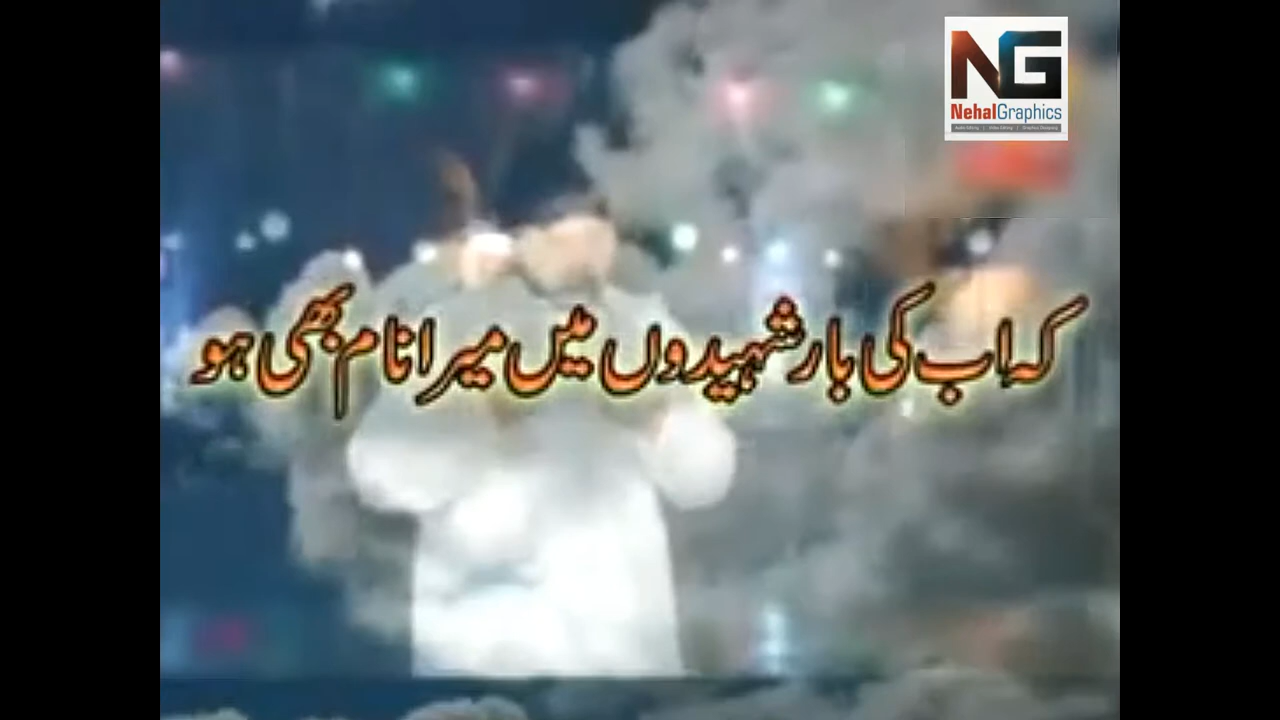 NG
NehalGraphics
کہ اب کی بار شہیدوں میں میرا نام بھی ہو